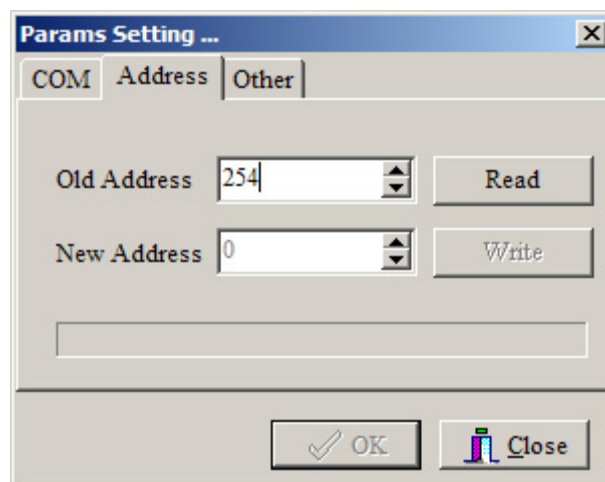 Params Setting ...
COM Address Other
Old Address 254 Read
New Address 0 Write
OK Close